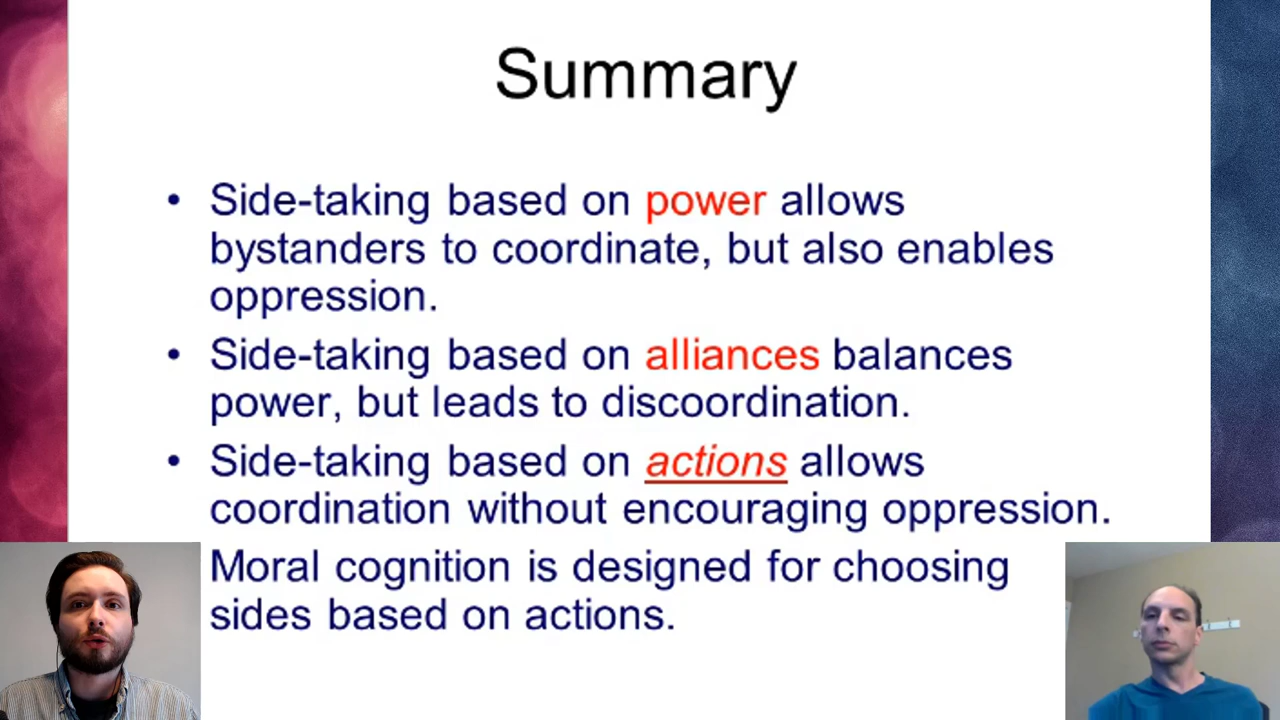 Summary
• Side-taking based on power allows
bystanders to coordinate, but also enables
oppression.
• Side-taking based on alliances balances
power, but leads to discoordination.
• Side-taking based on actions allows
coordination without encouraging oppression.
Moral cognition is designed for choosing
sides based on actions.